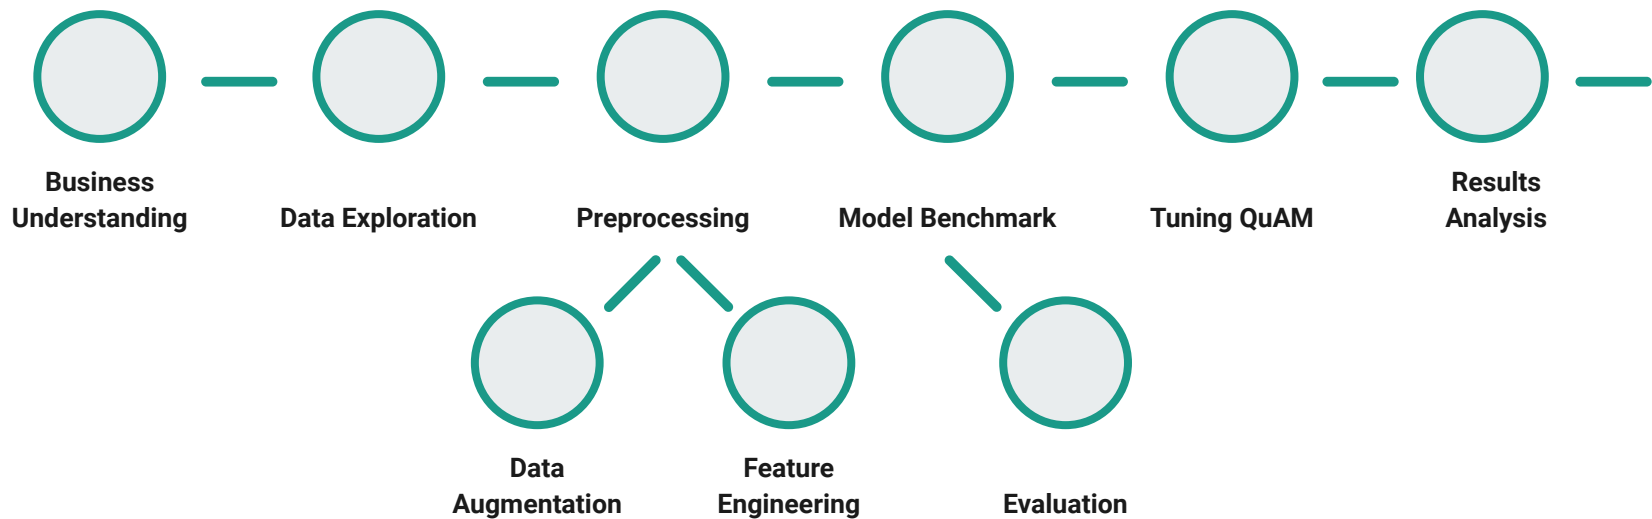 Business
Understanding
Data Exploration
Preprocessing
Model Benchmark
Tuning QuAM
Results
Analysis
Data
Augmentation
Feature
Engineering
Evaluation